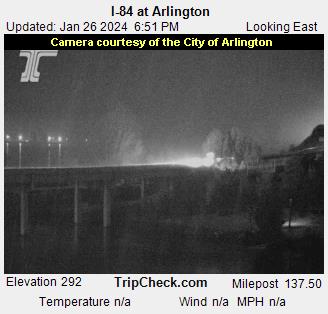 I-84 at Arlington
Updated: Jan 26 2024 6:51 PM Looking East
Camera courtesy of the City of Arlington
Elevation 292 TripCheck.com Milepost 137.50
Temperature n/a Wind n/a MPH n/a